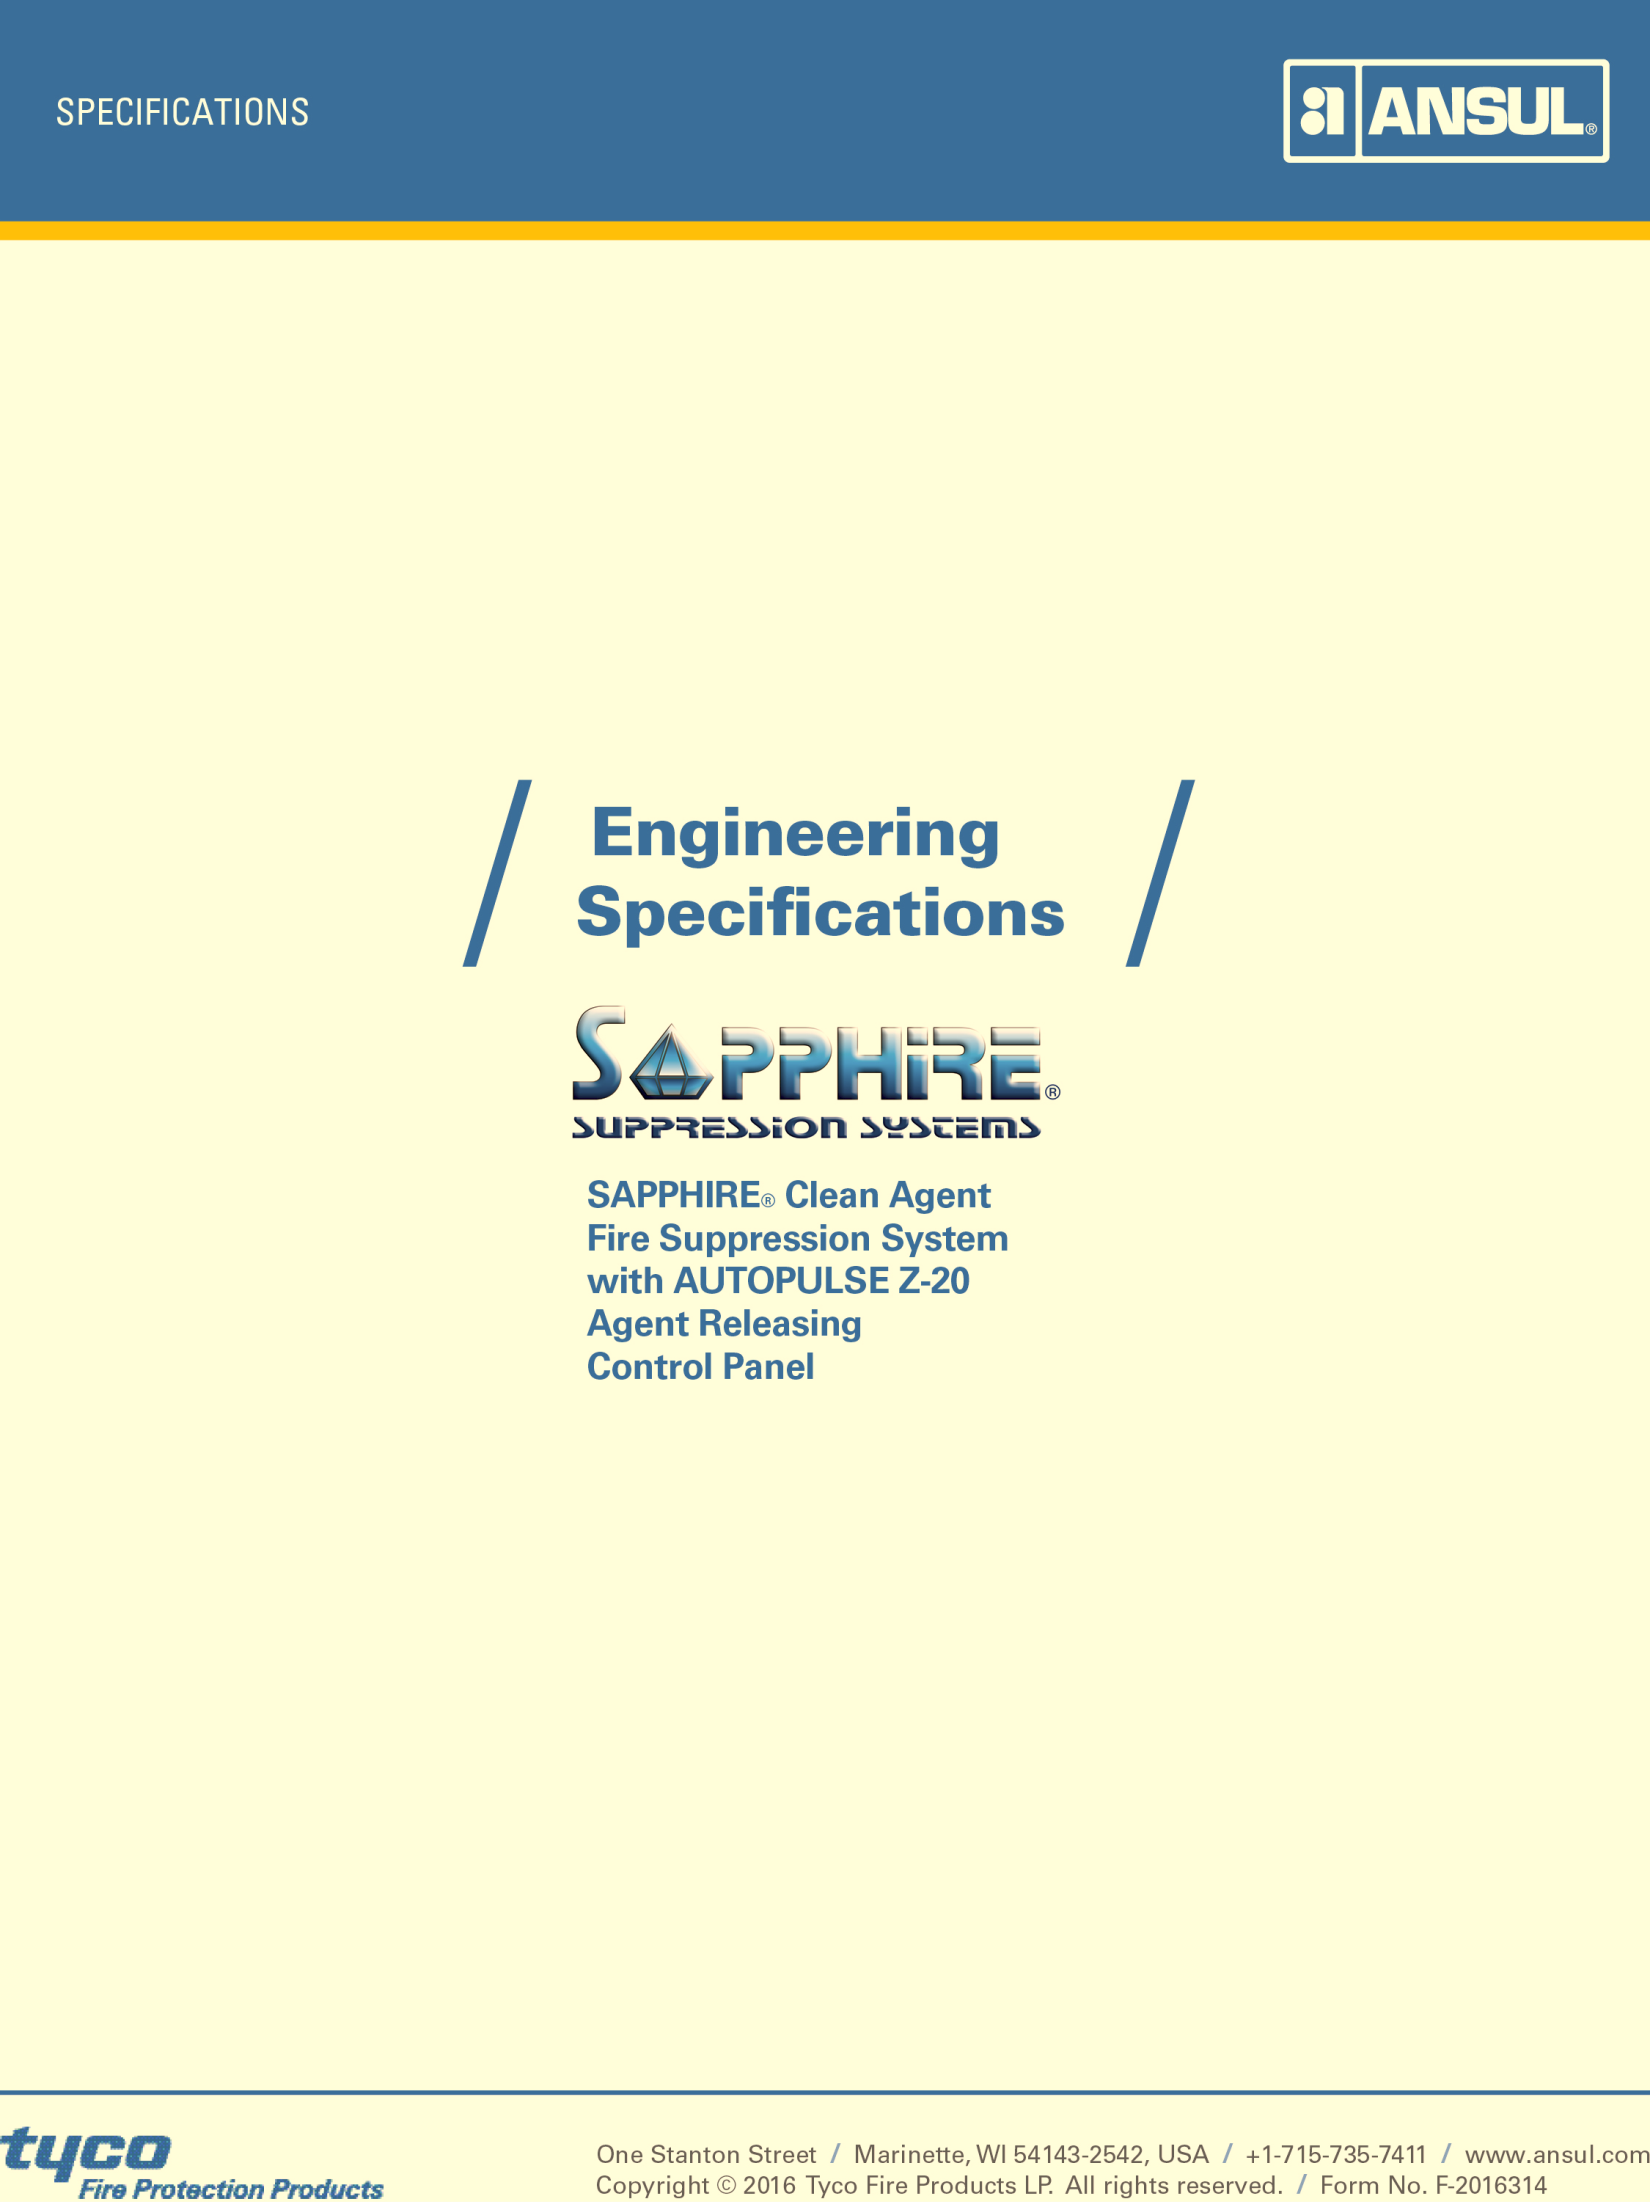 SPECIFICATIONS
a ANSUL®
/ Engineering /
Specifications
SAPPHIRE®
SUPPRESSION SYSTEMS
SAPPHIRE® Clean Agent
Fire Suppression System
with AUTOPULSE Z-20
Agent Releasing
Control Panel
tyco
Fire Protection Products
One Stanton Street / Marinette, WI 54143-2542, USA / +1-715-735-7411 / www.ansul.com
Copyright © 2016 Tyco Fire Products LP. All rights reserved. / Form No. F-2016314